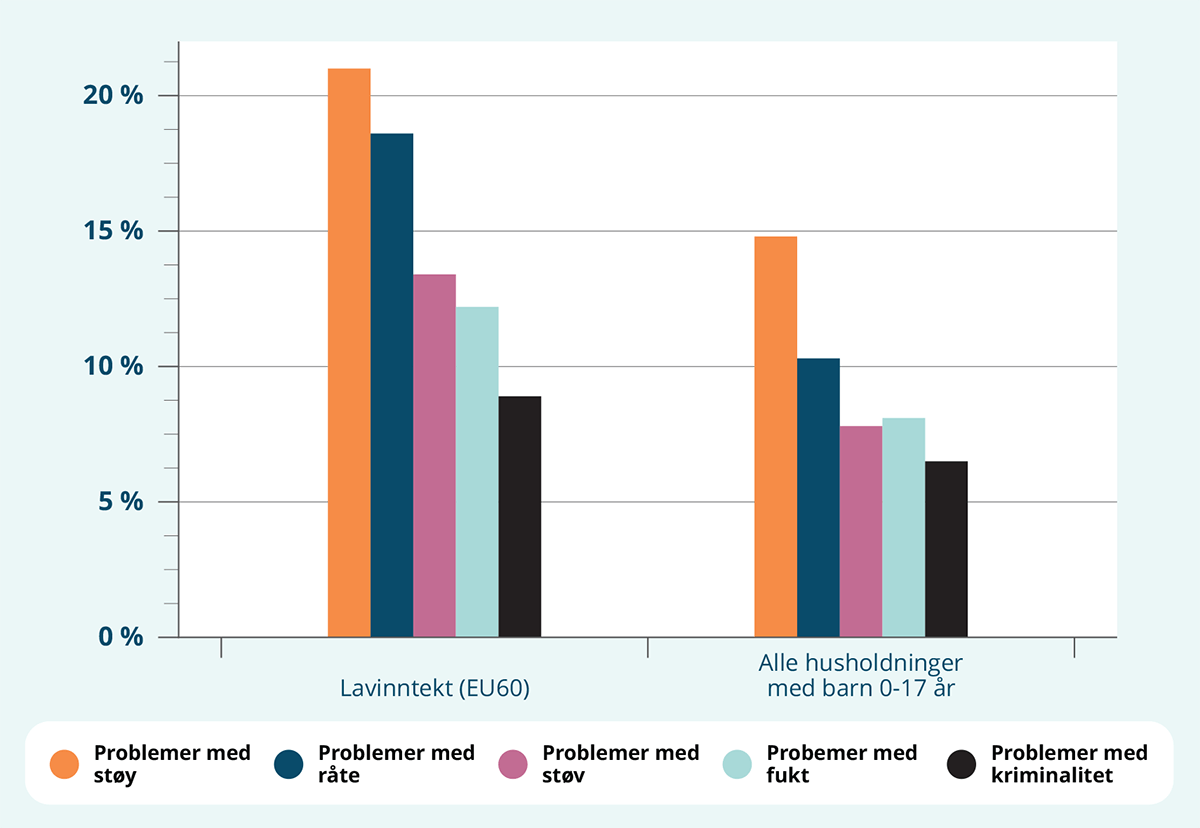 20 %
15 %
10 %
5 %
0 %
Lavinntekt (EU60)
Alle husholdninger
med barn 0-17 år
Problemer med
støy
Problemer med
råte
Problemer med
støv
Probemer med
fukt
Problemer med
kriminalitet